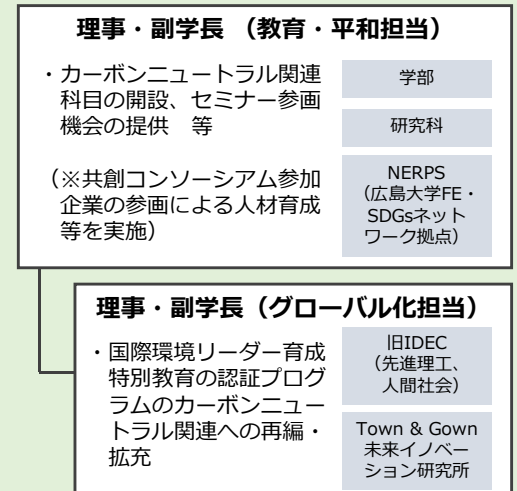 理事・副学長 (教育・平和担当)
・カーボンニュートラル関連
科目の開設、セミナー参画
機会の提供 等
(※共創コンソーシアム参加
企業の参画による人材育成
等を実施)
学部
研究科
NERPS
(広島大学FE・
SDGsネット
ワーク拠点)
理事・副学長(グローバル化担当)
・国際環境リーダー育成
特別教育の認証プログ
ラムのカーボンニュー
トラル関連への再編・
拡充
旧IDEC
(先進理工、
人間社会)
Town & Gown
未来イノベー
ション研究所